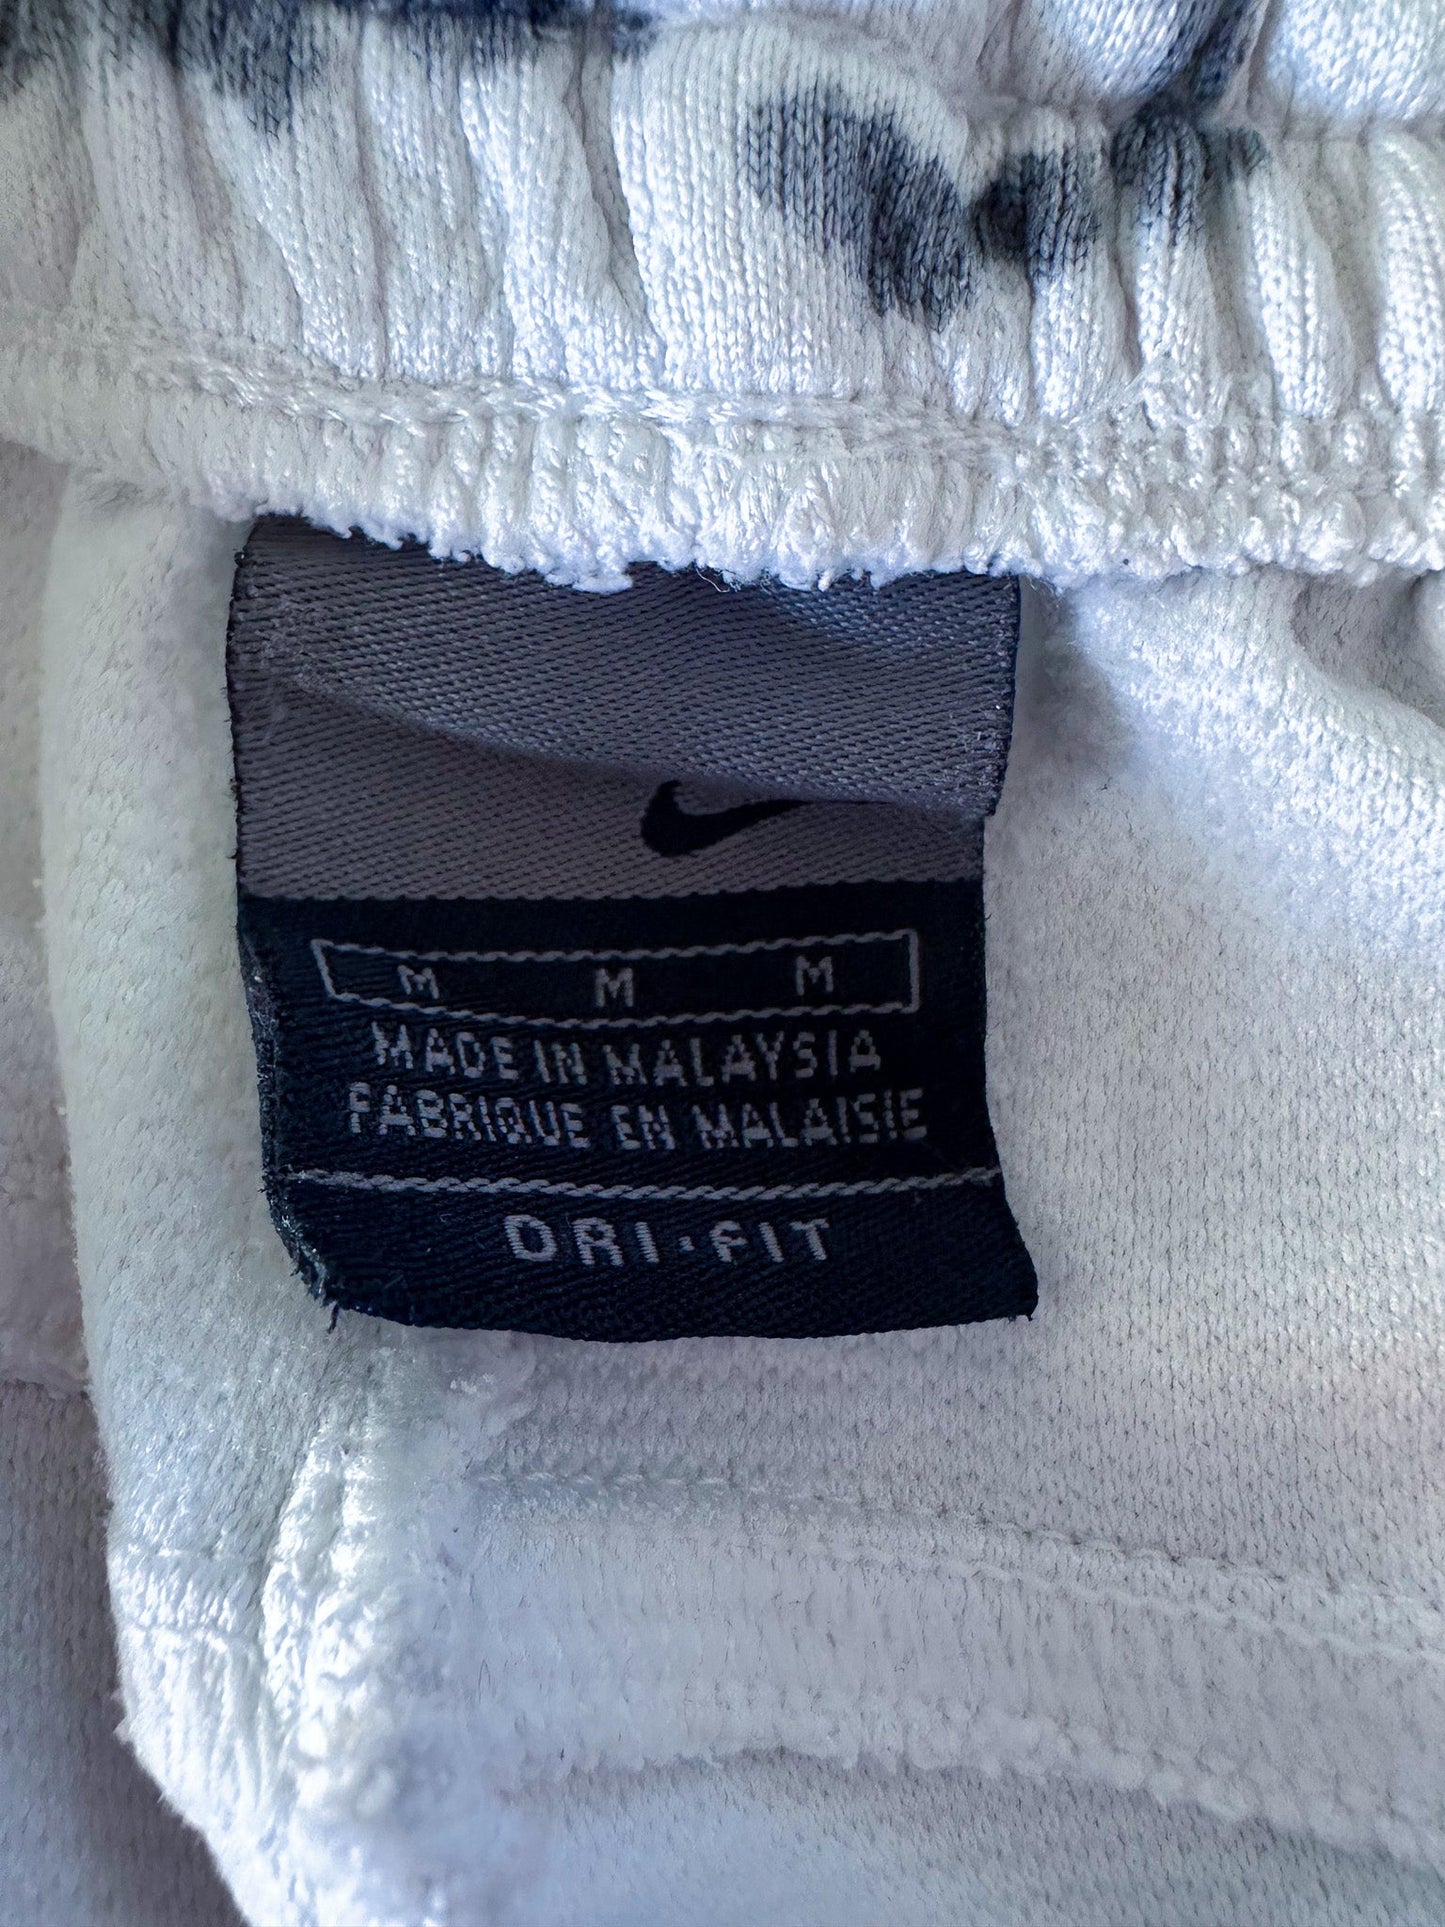 M M M
MADE IN MALAYSIA
FABRIQUE EN MALAISIE
DRI·FIT